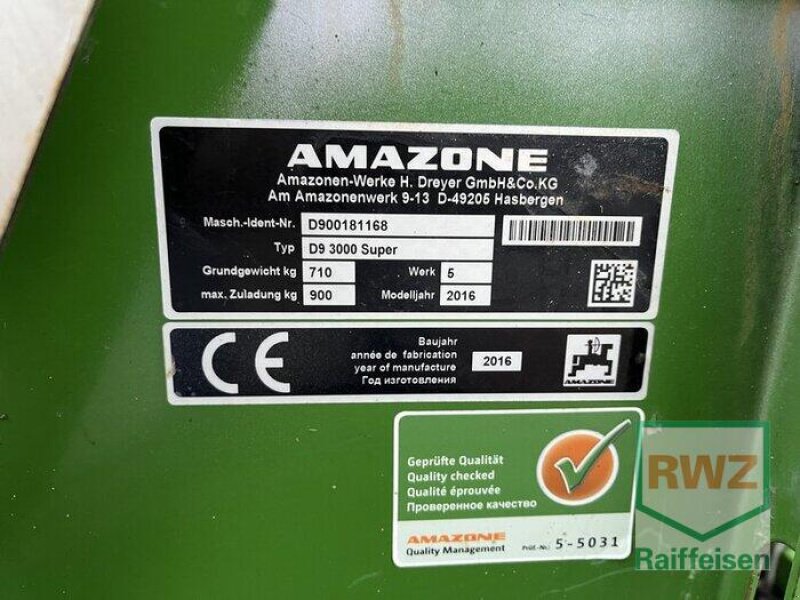 AMAZONE
Amazonen-Werke H. Dreyer GmbH&Co.KG
Am Amazonenwerk 9-13 D-49205 Hasbergen
Masch.-Ident-Nr. D900181168
Typ D9 3000 Super
Grundgewicht kg 710 Werk 5
max. Zuladung kg 900 Modelljahr 2016
CE
Baujahr
année de fabrication
year of manufacture
Год изготовления
2016
AMAZONE
Geprüfte Qualität
Quality checked
Qualité éprouvée
Проверенное качество
AMAZONE
Quality Management
Prüf.-Nr.: 5-5031
RWZ
Raiffeisen